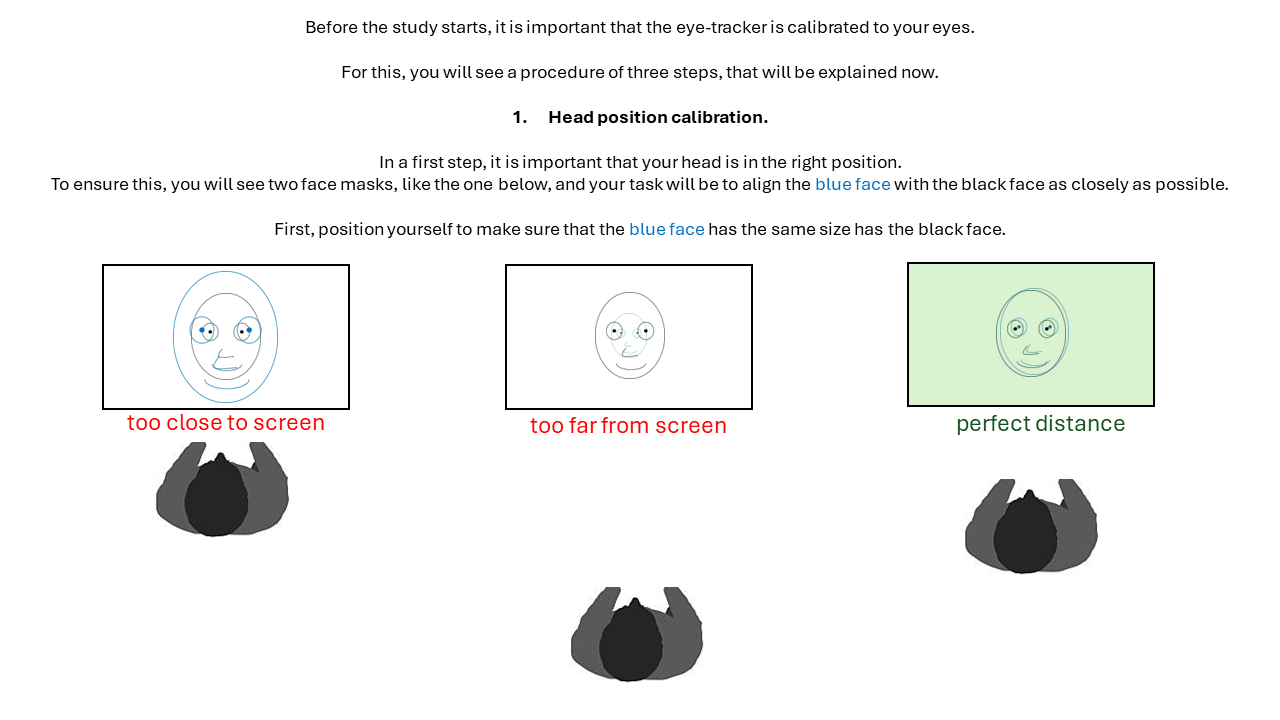 Before the study starts, it is important that the eye-tracker is calibrated to your eyes.
For this, you will see a procedure of three steps, that will be explained now.
1. Head position calibration.
In a first step, it is important that your head is in the right position.
To ensure this, you will see two face masks, like the one below, and your task will be to align the blue face with the black face as closely as possible.
First, position yourself to make sure that the blue face has the same size has the black face.
too close to screen
too far from screen
perfect distance